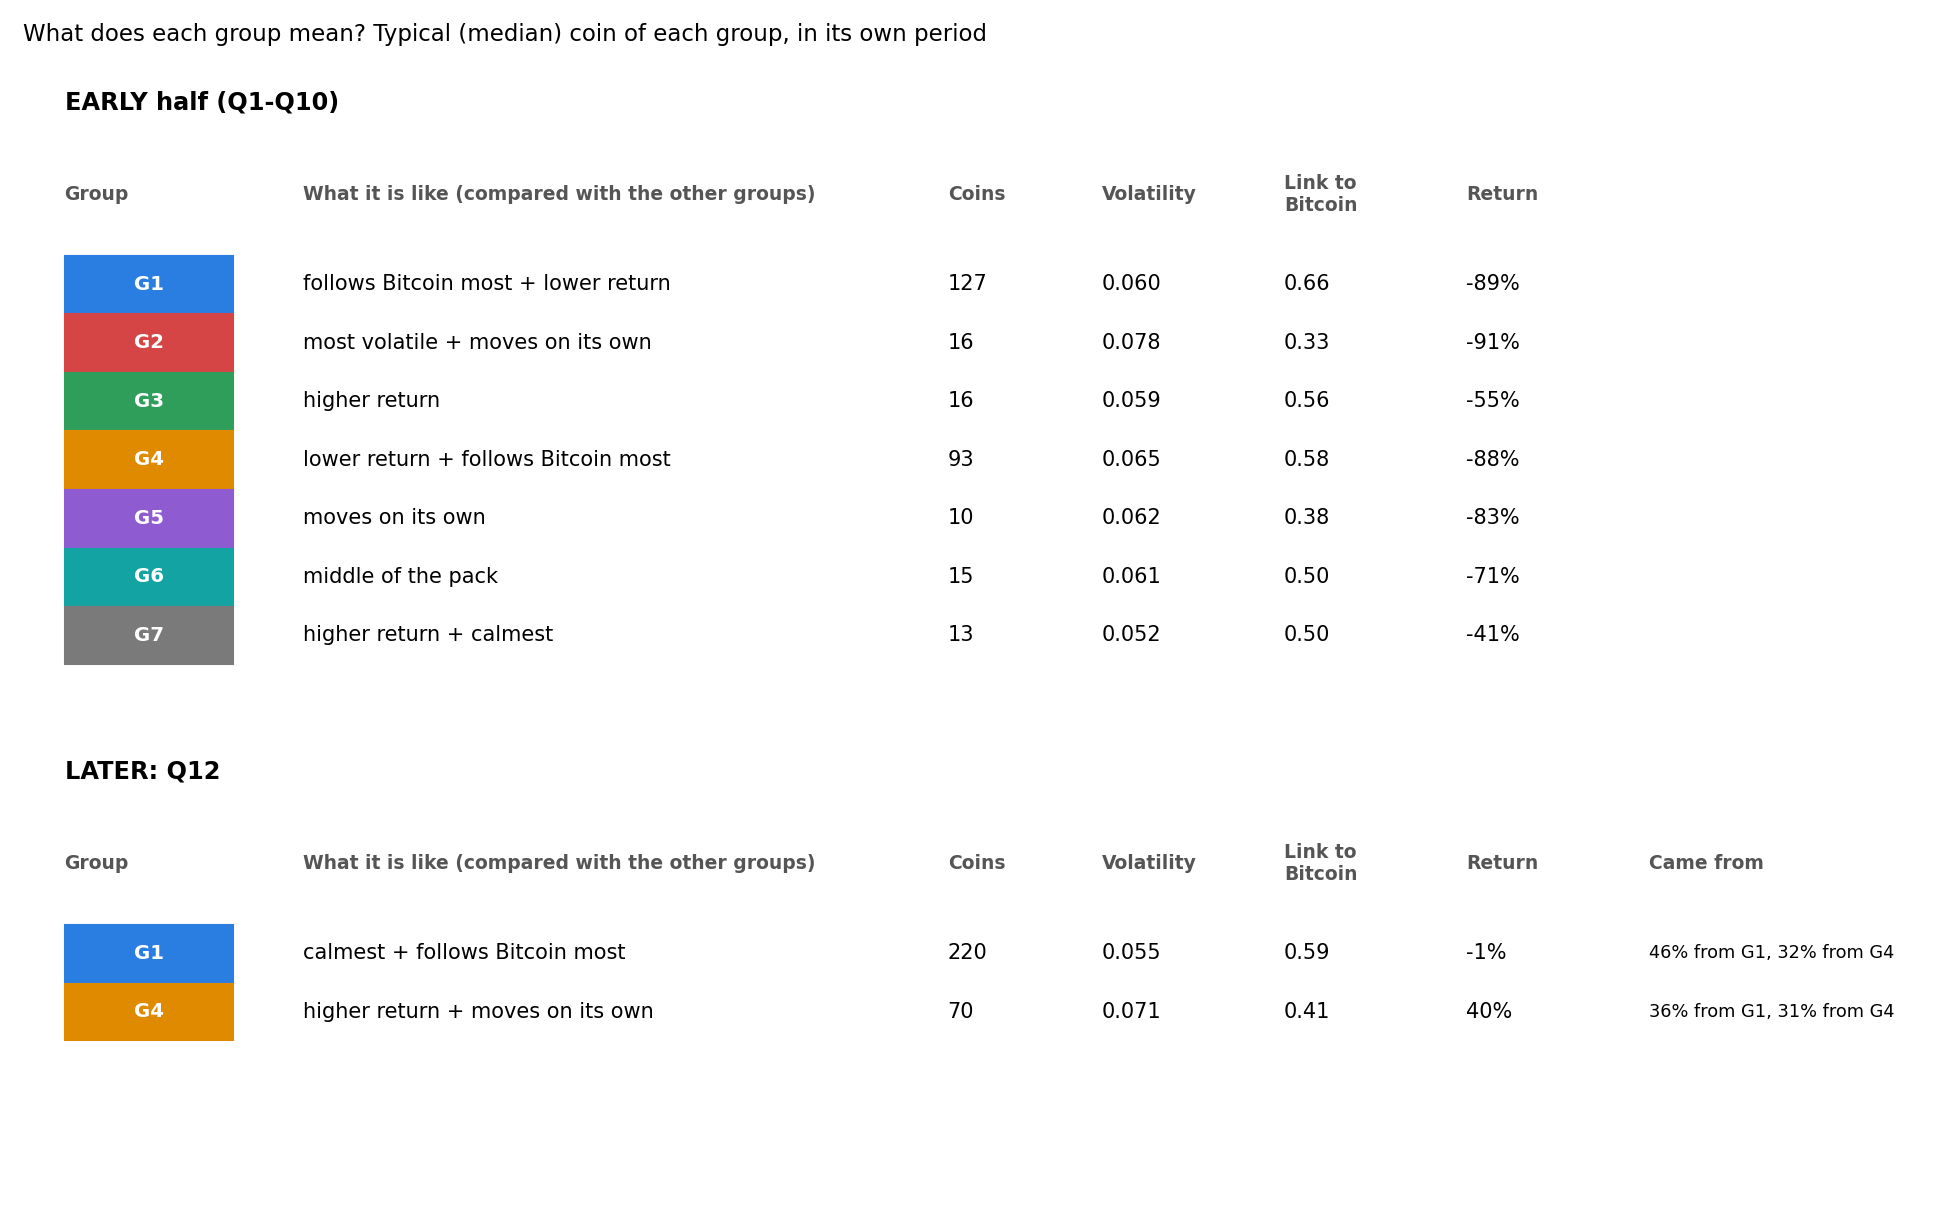 What does each group mean? Typical (median) coin of each group, in its own period
EARLY half (Q1-Q10)
Group What it is like (compared with the other groups) Coins Volatility Link to Bitcoin Return
G1 follows Bitcoin most + lower return 127 0.060 0.66 -89%
G2 most volatile + moves on its own 16 0.078 0.33 -91%
G3 higher return 16 0.059 0.56 -55%
G4 lower return + follows Bitcoin most 93 0.065 0.58 -88%
G5 moves on its own 10 0.062 0.38 -83%
G6 middle of the pack 15 0.061 0.50 -71%
G7 higher return + calmest 13 0.052 0.50 -41%
LATER: Q12
Group What it is like (compared with the other groups) Coins Volatility Link to Bitcoin Return Came from
G1 calmest + follows Bitcoin most 220 0.055 0.59 -1% 46% from G1, 32% from G4
G4 higher return + moves on its own 70 0.071 0.41 40% 36% from G1, 31% from G4